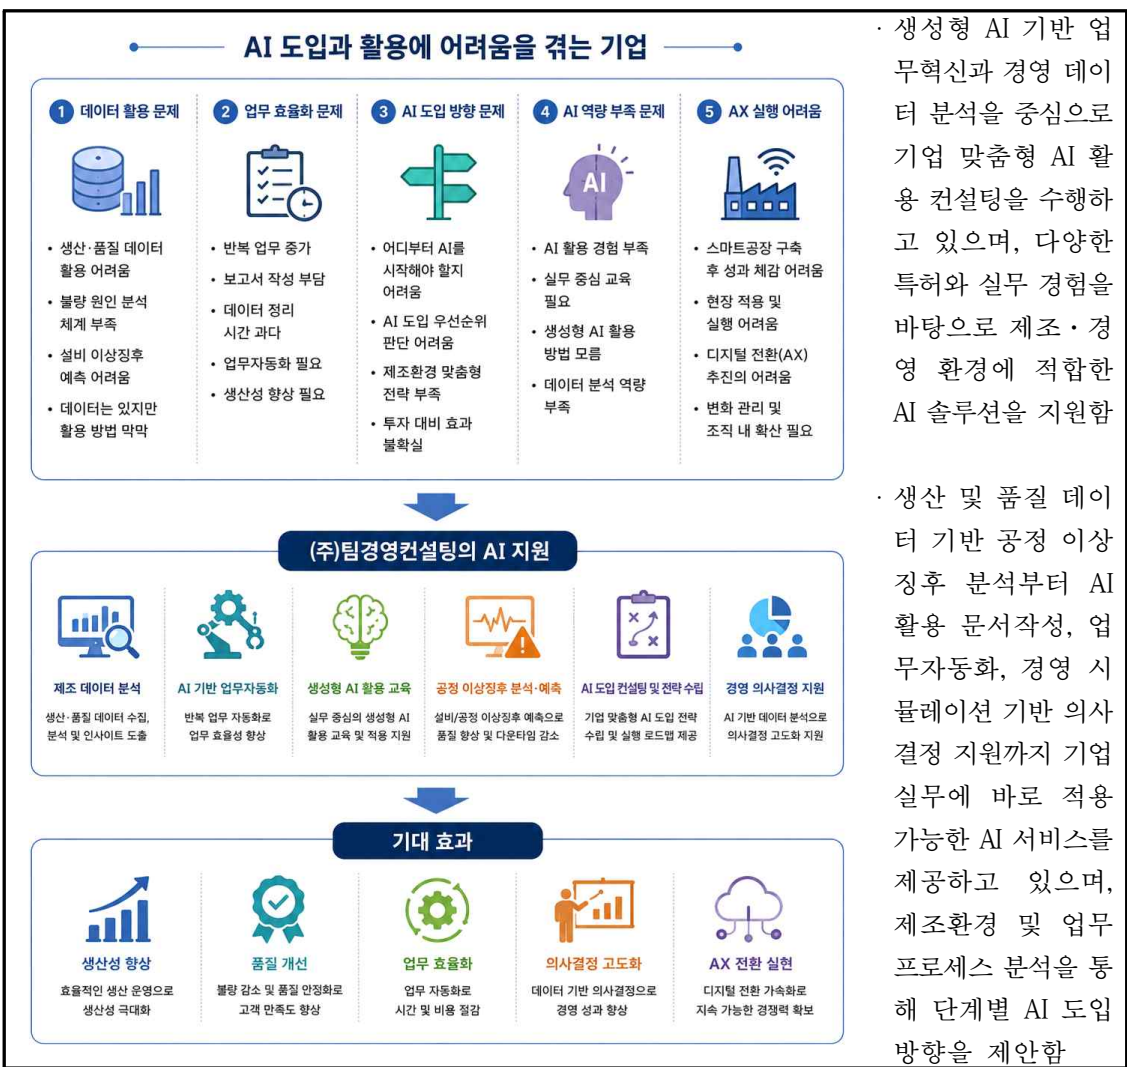 AI 도입과 활용에 어려움을 겪는 기업
1 데이터 활용 문제
· 생산·품질 데이터
활용 어려움
· 불량 원인 분석
체계 부족
· 설비 이상징후
예측 어려움
· 데이터는 있지만
활용 방법 막막
2 업무 효율화 문제
· 반복 업무 증가
· 보고서 작성 부담
· 데이터 정리
시간 과다
· 업무자동화 필요
· 생산성 향상 필요
3 AI 도입 방향 문제
· 어디부터 AI를
시작해야 할지
어려움
· AI 도입 우선순위
판단 어려움
· 제조환경 맞춤형
전략 부족
· 투자 대비 효과
불확실
4 AI 역량 부족 문제
AI
· AI 활용 경험 부족
· 실무 중심 교육
필요
· 생성형 AI 활용
방법 모름
· 데이터 분석 역량
부족
5 AX 실행 어려움
· 스마트공장 구축
후 성과 체감 어려움
· 현장 적용 및
실행 어려움
· 디지털 전환(AX)
추진의 어려움
· 변화 관리 및
조직 내 확산 필요
(주)팀경영컨설팅의 AI 지원
제조 데이터 분석
생산·품질 데이터 수집,
분석 및 인사이트 도출
AI 기반 업무자동화
반복 업무 자동화로
업무 효율성 향상
생성형 AI 활용 교육
실무 중심의 생성형 AI
활용 교육 및 적용 지원
공정 이상징후 분석·예측
설비/공정 이상징후 예측으로
품질 향상 및 다운타임 감소
AI 도입 컨설팅 및 전략 수립
기업 맞춤형 AI 도입 전략
수립 및 실행 로드맵 제공
경영 의사결정 지원
AI 기반 데이터 분석으로
의사결정 고도화 지원
기대 효과
생산성 향상
효율적인 생산 운영으로
생산성 극대화
품질 개선
불량 감소 및 품질 안정화로
고객 만족도 향상
업무 효율화
업무 자동화로
시간 및 비용 절감
의사결정 고도화
데이터 기반 의사결정으로
경영 성과 향상
AX 전환 실현
디지털 전환 가속화로
지속 가능한 경쟁력 확보
· 생성형 AI 기반 업
무혁신과 경영 데이
터 분석을 중심으로
기업 맞춤형 AI 활
용 컨설팅을 수행하
고 있으며, 다양한
특허와 실무 경험을
바탕으로 제조・경
영 환경에 적합한
AI 솔루션을 지원함
· 생산 및 품질 데이
터 기반 공정 이상
징후 분석부터 AI
활용 문서작성, 업
무자동화, 경영 시
뮬레이션 기반 의사
결정 지원까지 기업
실무에 바로 적용
가능한 AI 서비스를
제공하고 있으며,
제조환경 및 업무
프로세스 분석을 통
해 단계별 AI 도입
방향을 제안함